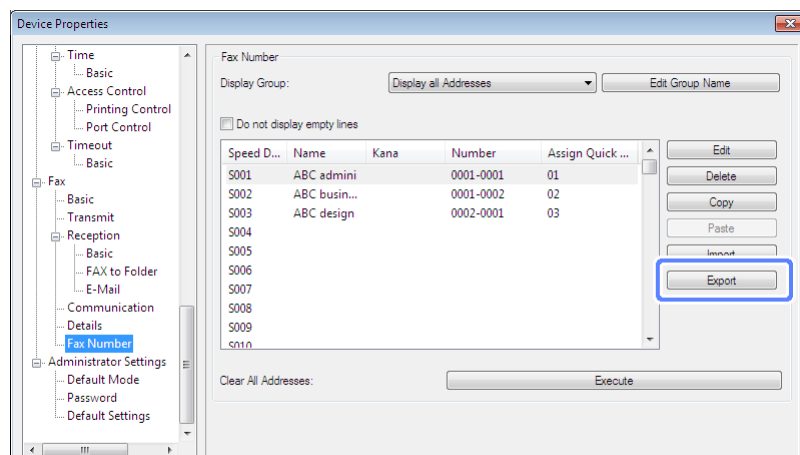 Device Properties
Time
Basic
Access Control
Printing Control
Port Control
Timeout
Basic
Fax
Basic
Transmit
Reception
Basic
FAX to Folder
E-Mail
Communication
Details
Fax Number
Administrator Settings
Default Mode
Password
Default Settings
Fax Number
Display Group: Display all Addresses Edit Group Name
Do not display empty lines
Speed D... Name Kana Number Assign Quick ...
S001 ABC admini 0001-0001 01
S002 ABC busin... 0001-0002 02
S003 ABC design 0002-0001 03
S004
S005
S006
S007
S008
S009
S010
Edit
Delete
Copy
Paste
Import
Export
Clear All Addresses: Execute